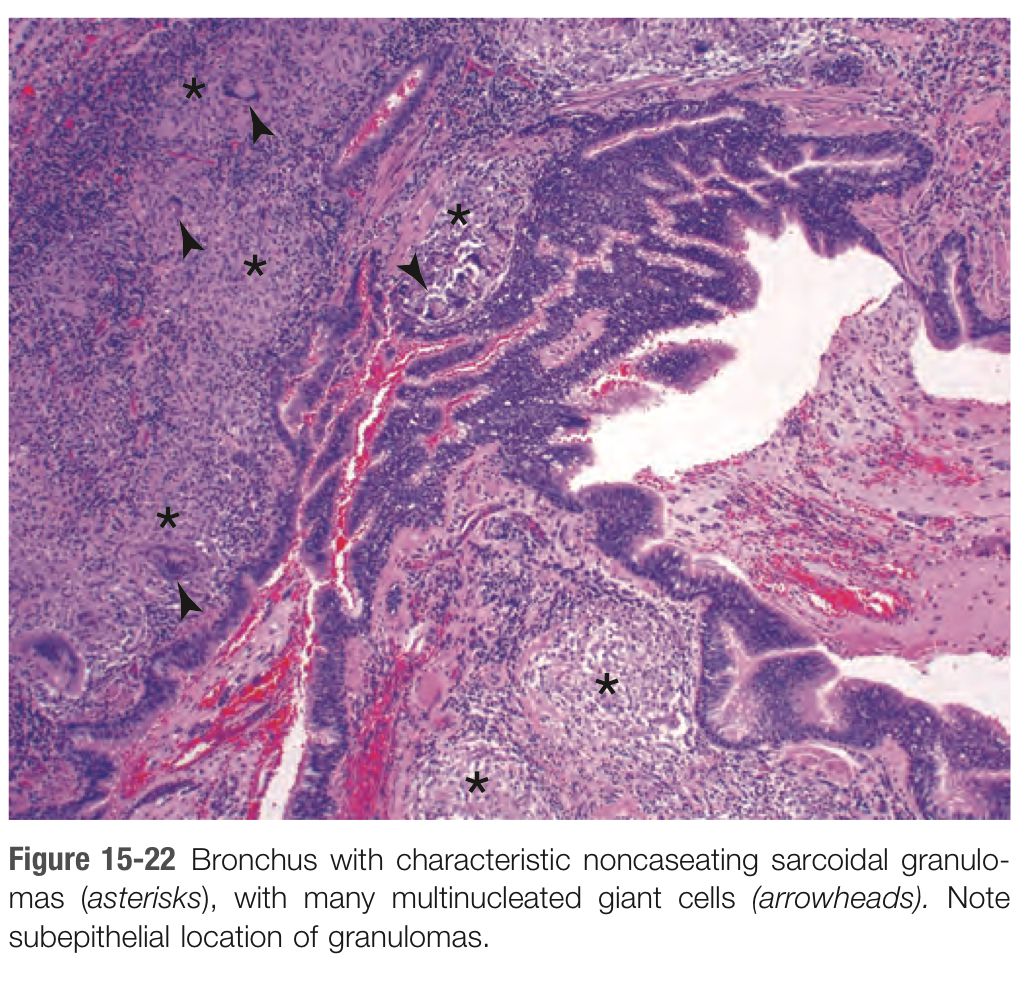 Figure 15-22 Bronchus with characteristic noncaseating sarcoidal granulo-
mas (asterisks), with many multinucleated giant cells (arrowheads). Note
subepithelial location of granulomas.